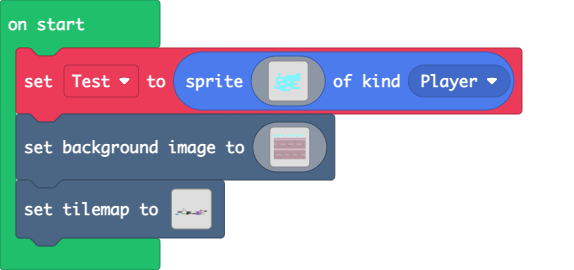 on start
set Test to sprite of kind Player
set background image to
set tilemap to